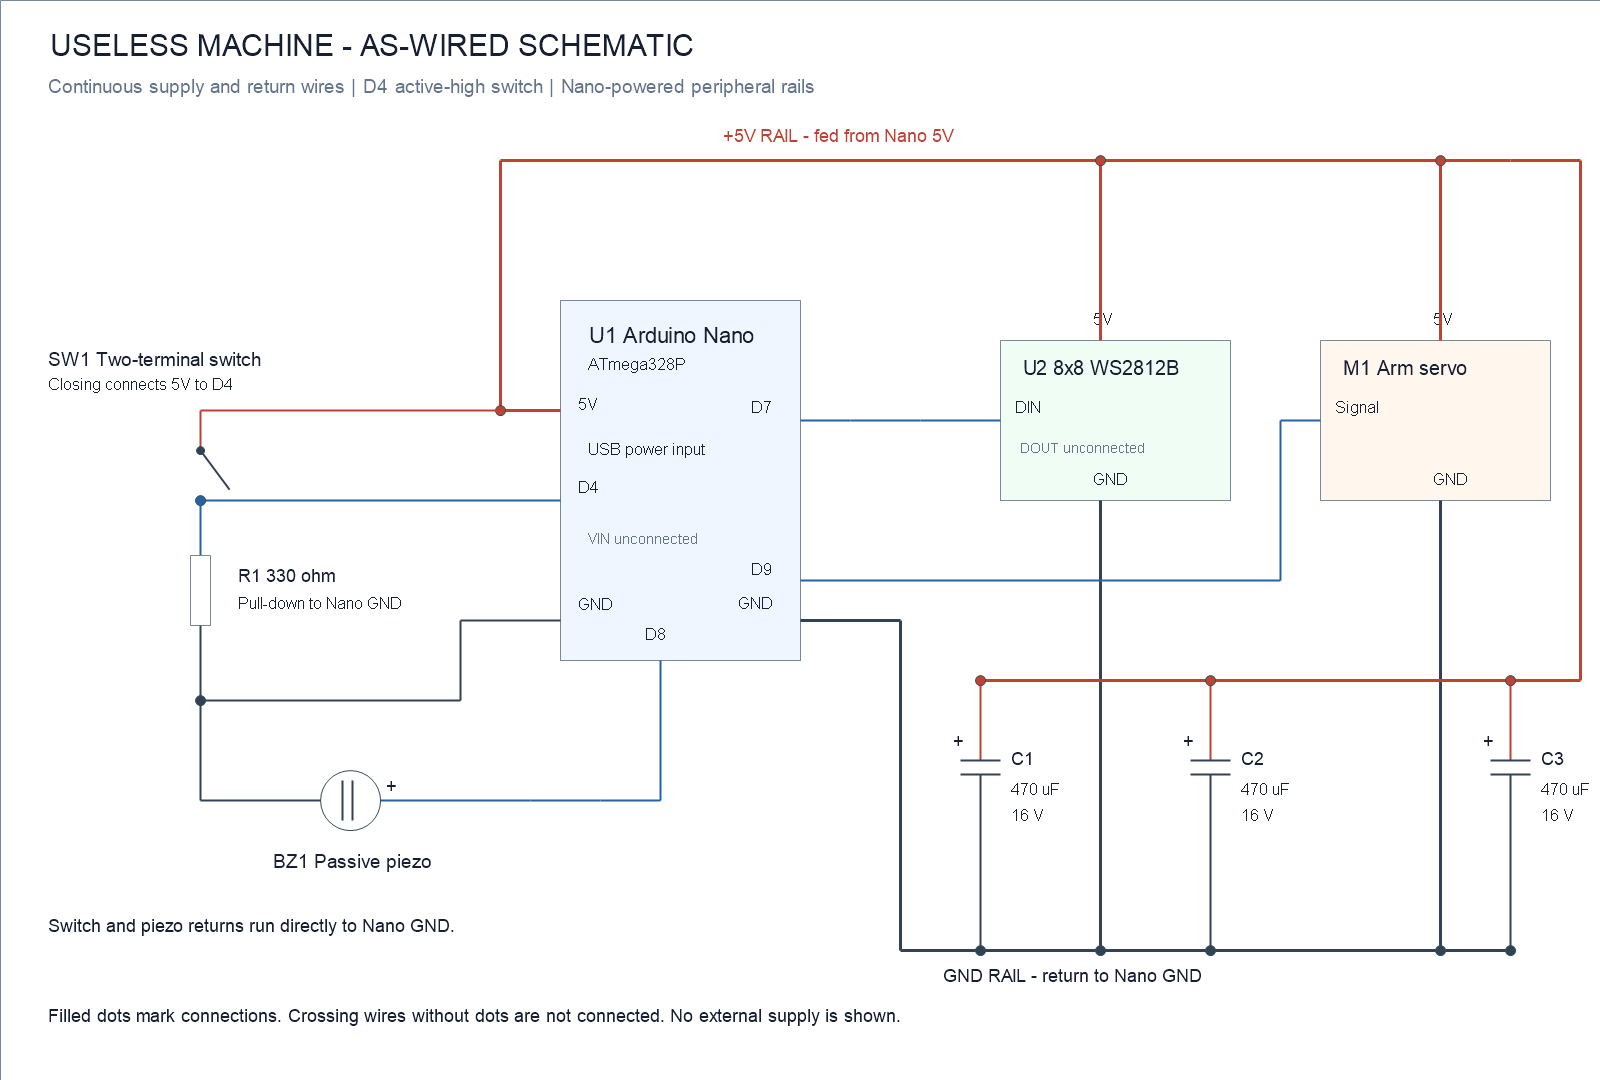 USELESS MACHINE - AS-WIRED SCHEMATIC
Continuous supply and return wires | D4 active-high switch | Nano-powered peripheral rails
+5V RAIL - fed from Nano 5V
SW1 Two-terminal switch
Closing connects 5V to D4
U1 Arduino Nano
ATmega328P
5V
D7
USB power input
D4
VIN unconnected
D9
GND
GND
D8
5V
U2 8x8 WS2812B
DIN
DOUT unconnected
GND
5V
M1 Arm servo
Signal
GND
R1 330 ohm
Pull-down to Nano GND
+
BZ1 Passive piezo
+
C1
470 uF
16 V
+
C2
470 uF
16 V
+
C3
470 uF
16 V
Switch and piezo returns run directly to Nano GND.
GND RAIL - return to Nano GND
Filled dots mark connections. Crossing wires without dots are not connected. No external supply is shown.